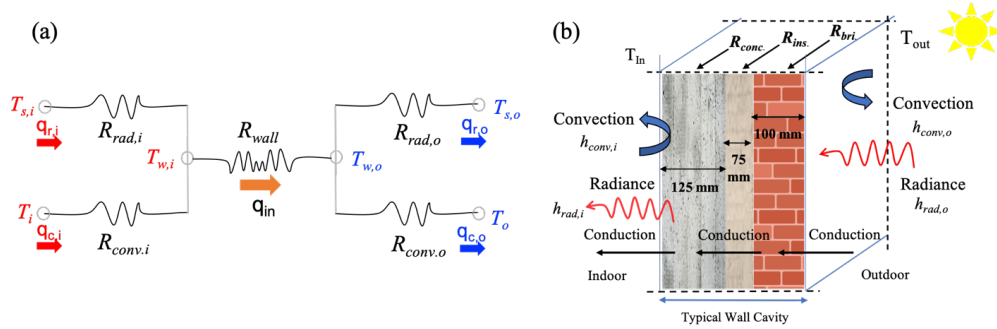 (a)
T_s,i
q_r,i
R_rad,i
T_w,i
T_i
q_c,i
R_conv.i
R_wall
q_in
R_rad,o
T_w,o
R_conv.o
T_s,o
q_r,o
T_o
q_c,o
(b)
T_In
R_conc.
R_ins.
R_bri.
T_out
Convection
h_conv,i
100 mm
75
mm
125 mm
Convection
h_conv,o
Radiance
h_rad,i
Radiance
h_rad,o
Conduction
Conduction
Conduction
Indoor
Outdoor
Typical Wall Cavity